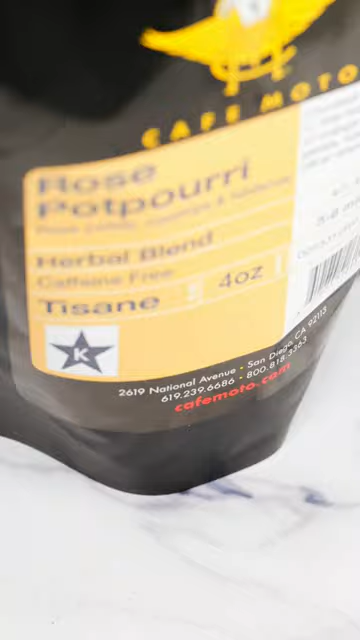 CAFE MOTO
Rose
Potpourri
Herbal Blend
Caffeine Free
Tisane
4oz
K
2619 National Avenue • San Diego, CA 92113
619.239.6686 • 800.818.3363
cafemoto.com